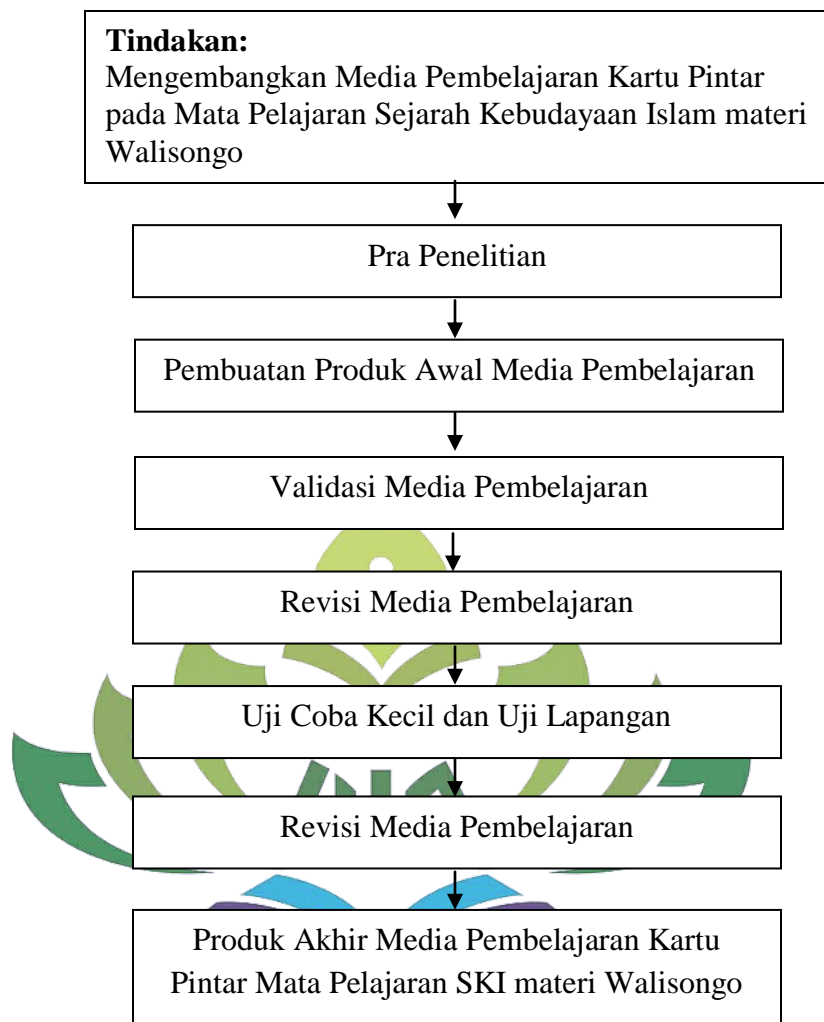 Tindakan:
Mengembangkan Media Pembelajaran Kartu Pintar
pada Mata Pelajaran Sejarah Kebudayaan Islam materi
Walisongo
Pra Penelitian
Pembuatan Produk Awal Media Pembelajaran
Validasi Media Pembelajaran
Revisi Media Pembelajaran
Uji Coba Kecil dan Uji Lapangan
Revisi Media Pembelajaran
Produk Akhir Media Pembelajaran Kartu
Pintar Mata Pelajaran SKI materi Walisongo